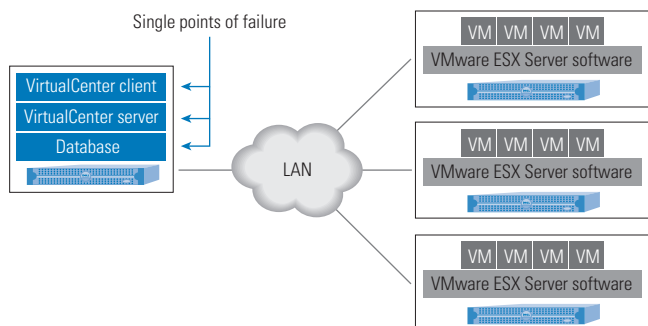 Single points of failure
VirtualCenter client
VirtualCenter server
Database
LAN
VM VM VM VM
VMware ESX Server software
VM VM VM VM
VMware ESX Server software
VM VM VM VM
VMware ESX Server software